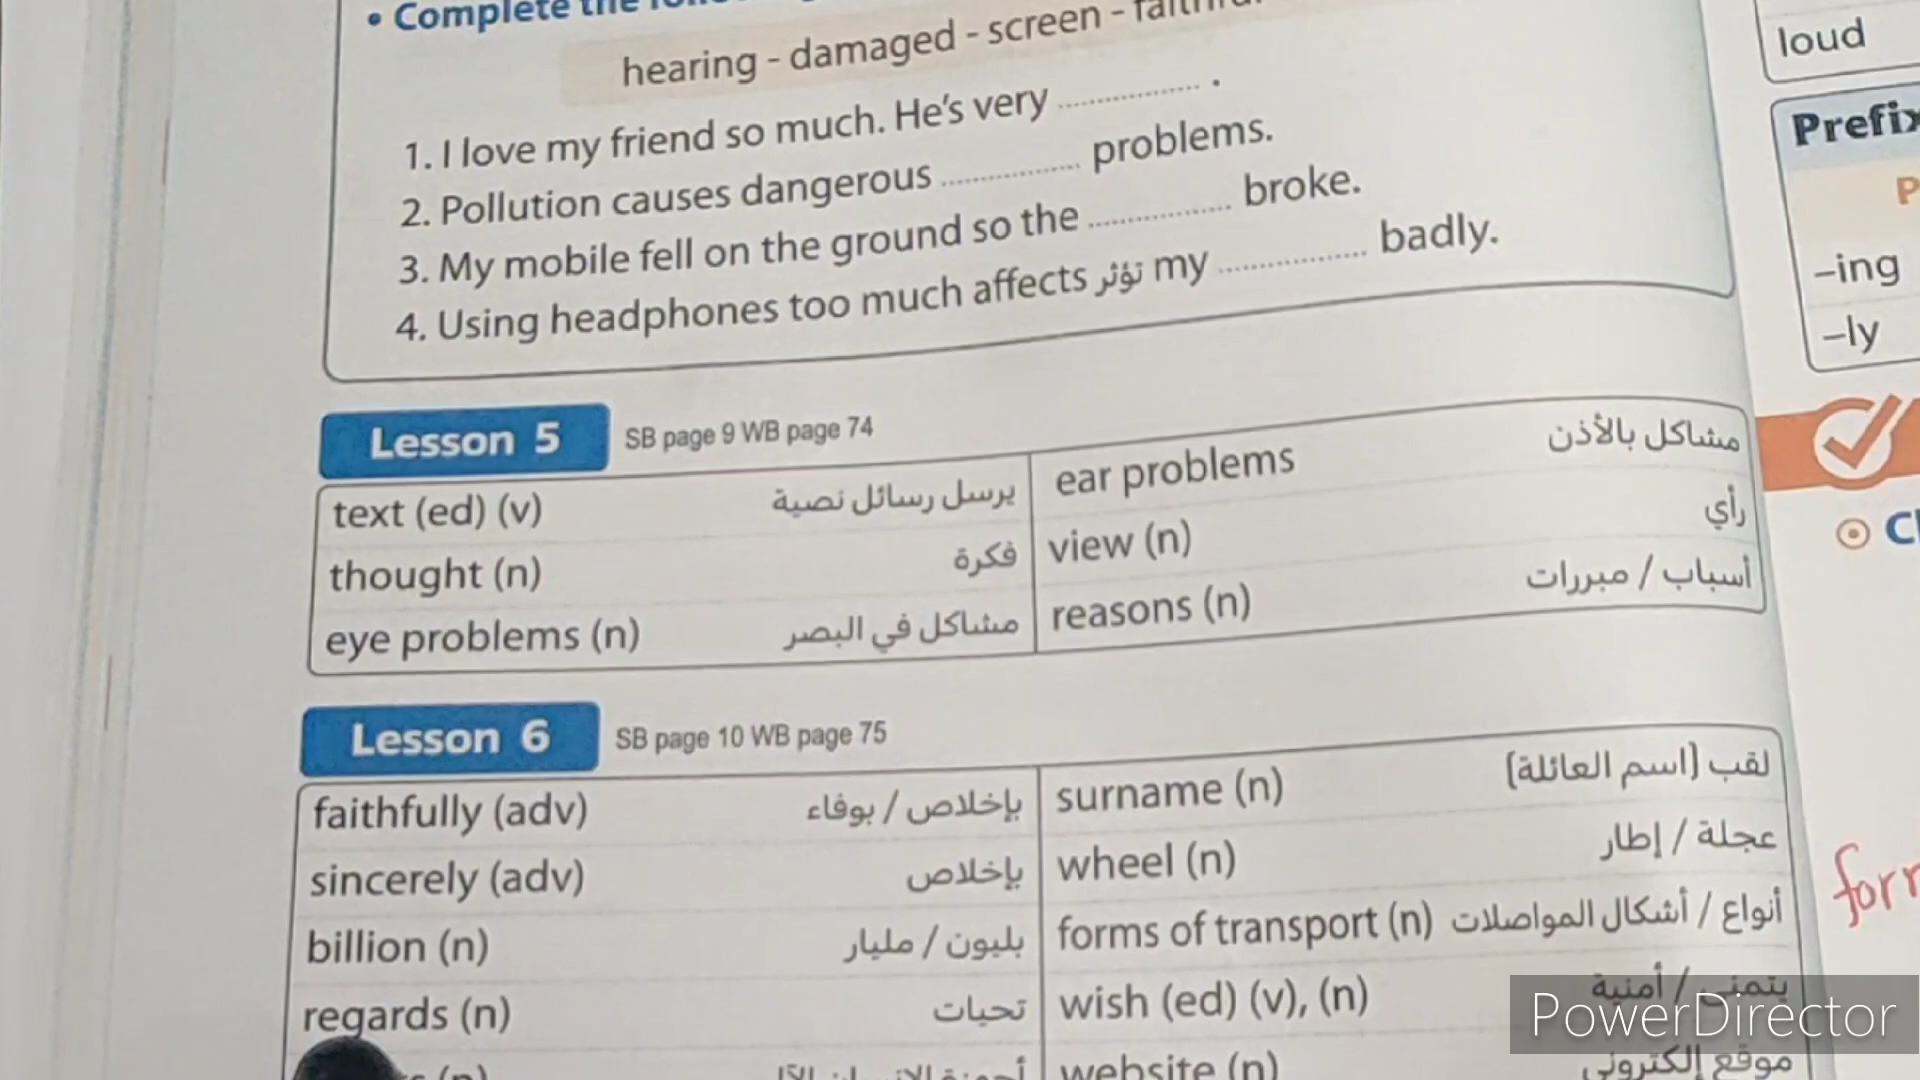 • Complete the
hearing - damaged - screen -
1. I love my friend so much. He's very .................... .
2. Pollution causes dangerous .................... problems.
3. My mobile fell on the ground so the .................... broke.
4. Using headphones too much affects تؤثر my .................... badly.
Lesson 5 SB page 9 WB page 74
text (ed) (v) يرسل رسائل نصية ear problems مشاكل بالأذن
thought (n) فكرة view (n) رأي
eye problems (n) مشاكل في البصر reasons (n) أسباب / مبررات
Lesson 6 SB page 10 WB page 75
faithfully (adv) بإخلاص / بوفاء surname (n) لقب (اسم العائلة)
sincerely (adv) بإخلاص wheel (n) عجلة / إطار
billion (n) بليون / مليار forms of transport (n) أنواع / أشكال المواصلات
regards (n) تحيات wish (ed) (v), (n) يتمنى / أمنية
(n) website (n) موقع إلكتروني
loud
Prefix
P
–ing
–ly
PowerDirector